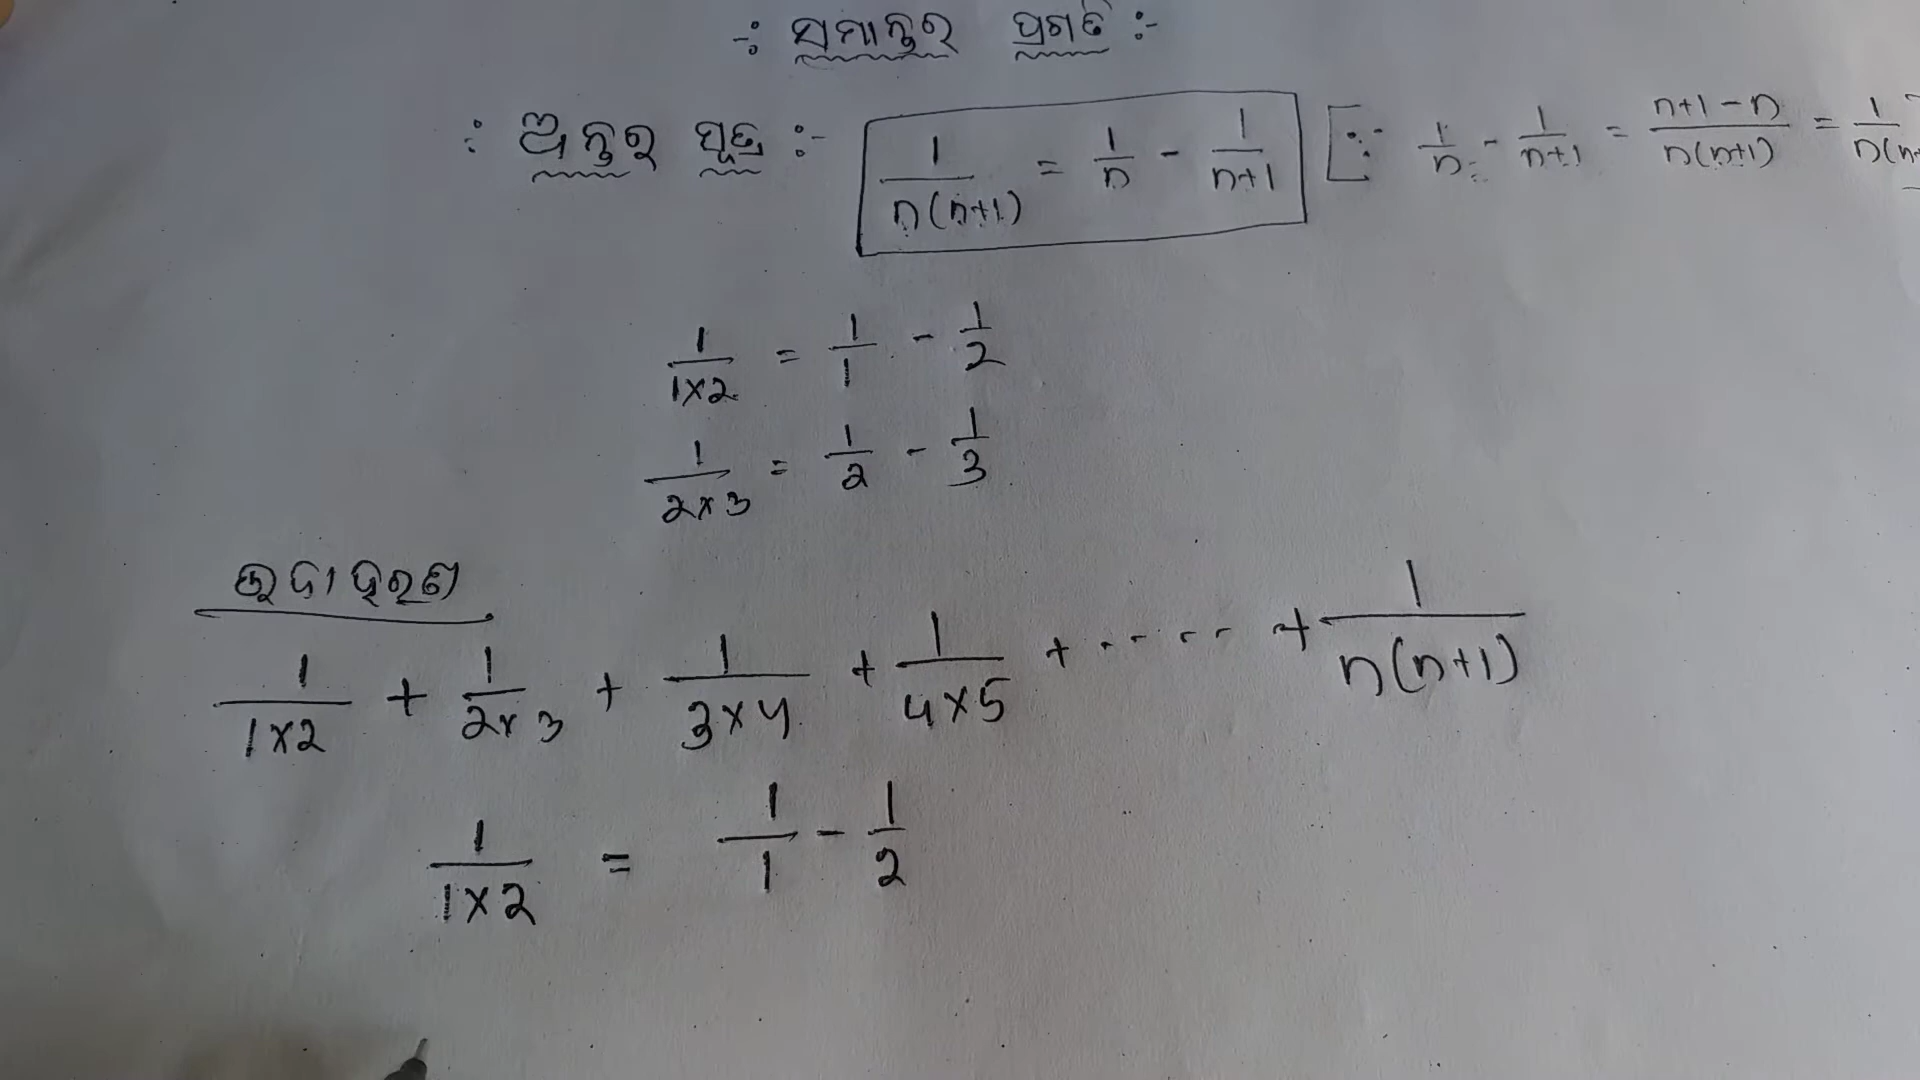 -: ସମାନ୍ତର ପ୍ରଗତି :-
: ଅନ୍ତର ସୂତ୍ର :- 1/n(n+1) = 1/n - 1/n+1 [∵ 1/n - 1/n+1 = n+1-n/n(n+1) = 1/n(n+
1/1×2 = 1/1 - 1/2
1/2×3 = 1/2 - 1/3
ଉଦାହରଣ
1/1×2 + 1/2×3 + 1/3×4 + 1/4×5 + ..... + 1/n(n+1)
1/1×2 = 1/1 - 1/2